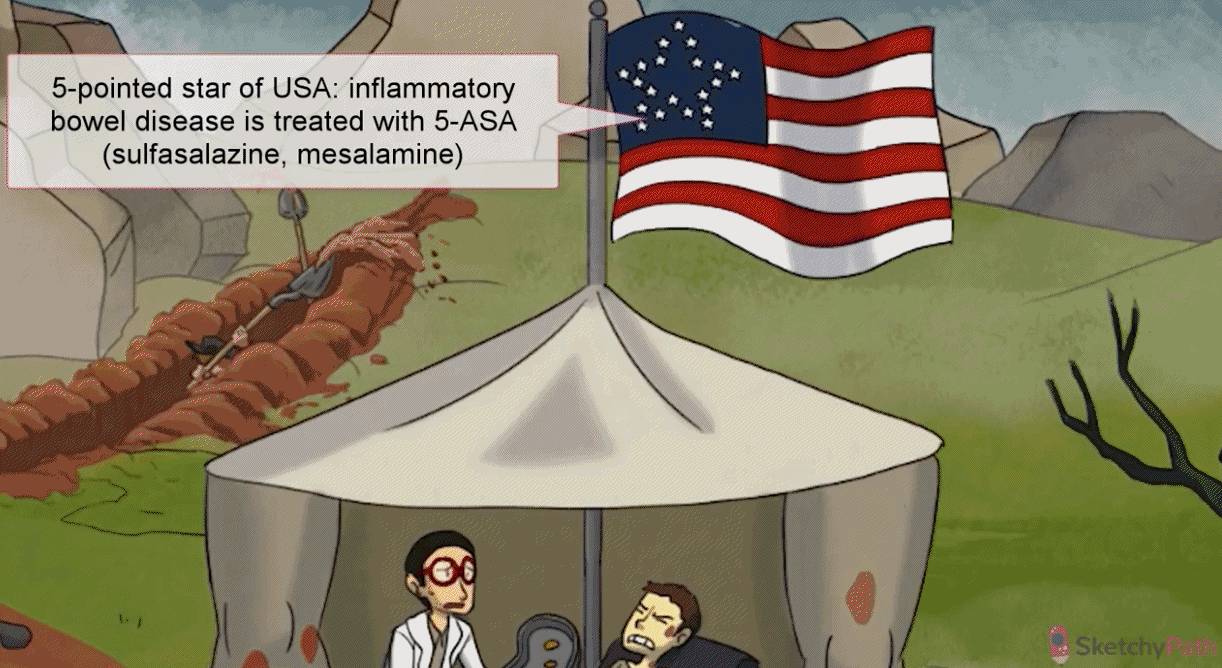 5-pointed star of USA: inflammatory
bowel disease is treated with 5-ASA
(sulfasalazine, mesalamine)
SketchyPath